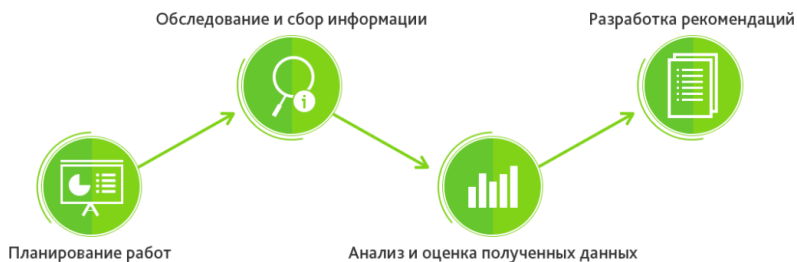 Обследование и сбор информации
Разработка рекомендаций
i
Планирование работ
Анализ и оценка полученных данных